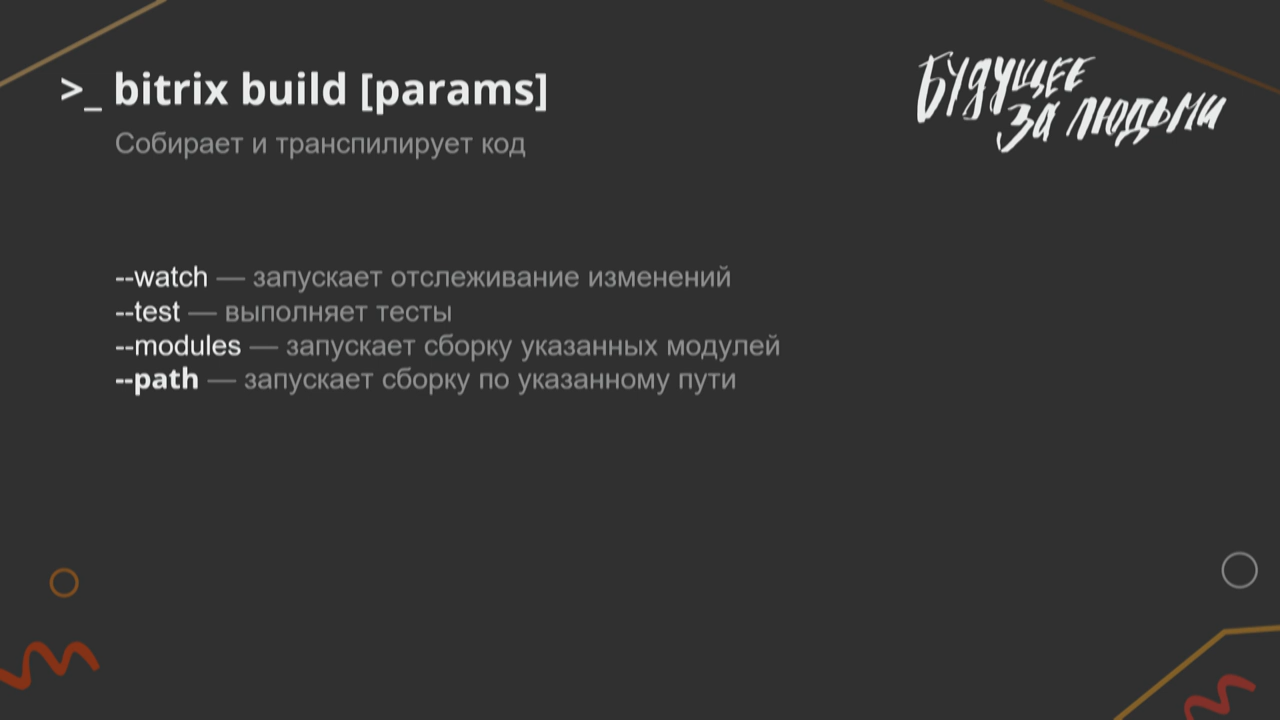 >_ bitrix build [params]
Собирает и транспилирует код
БУДУЩЕЕ
ЗА ЛЮДЬМИ
--watch — запускает отслеживание изменений
--test — выполняет тесты
--modules — запускает сборку указанных модулей
--path — запускает сборку по указанному пути